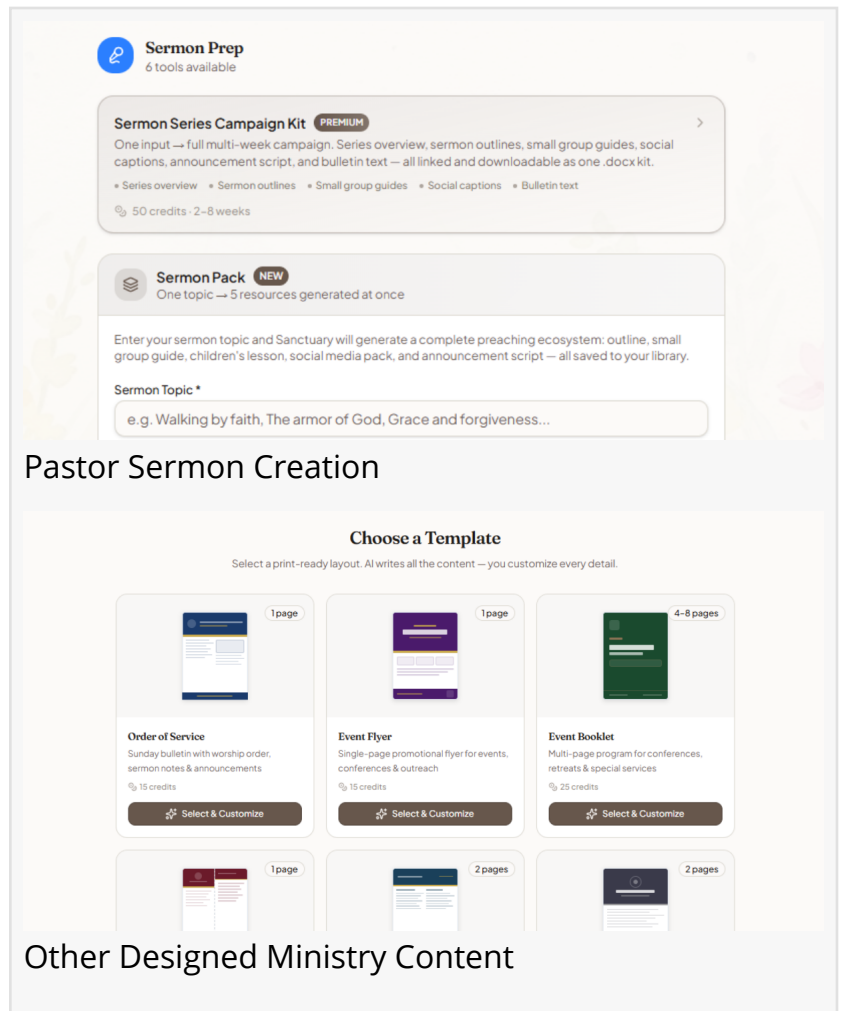 Sermon Prep
6 tools available
Sermon Series Campaign Kit PREMIUM
One input → full multi-week campaign. Series overview, sermon outlines, small group guides, social
captions, announcement script, and bulletin text — all linked and downloadable as one .docx kit.
• Series overview • Sermon outlines • Small group guides • Social captions • Bulletin text
50 credits · 2–8 weeks
Sermon Pack NEW
One topic → 5 resources generated at once
Enter your sermon topic and Sanctuary will generate a complete preaching ecosystem: outline, small
group guide, children's lesson, social media pack, and announcement script — all saved to your library.
Sermon Topic *
e.g. Walking by faith, The armor of God, Grace and forgiveness...
Pastor Sermon Creation
Choose a Template
Select a print-ready layout. AI writes all the content — you customize every detail.
1 page
1 page
4–8 pages
Order of Service
Sunday bulletin with worship order,
sermon notes & announcements
15 credits
Select & Customize
Event Flyer
Single-page promotional flyer for events,
conferences & outreach
15 credits
Select & Customize
Event Booklet
Multi-page program for conferences,
retreats & special services
25 credits
Select & Customize
1 page
2 pages
2 pages
Other Designed Ministry Content